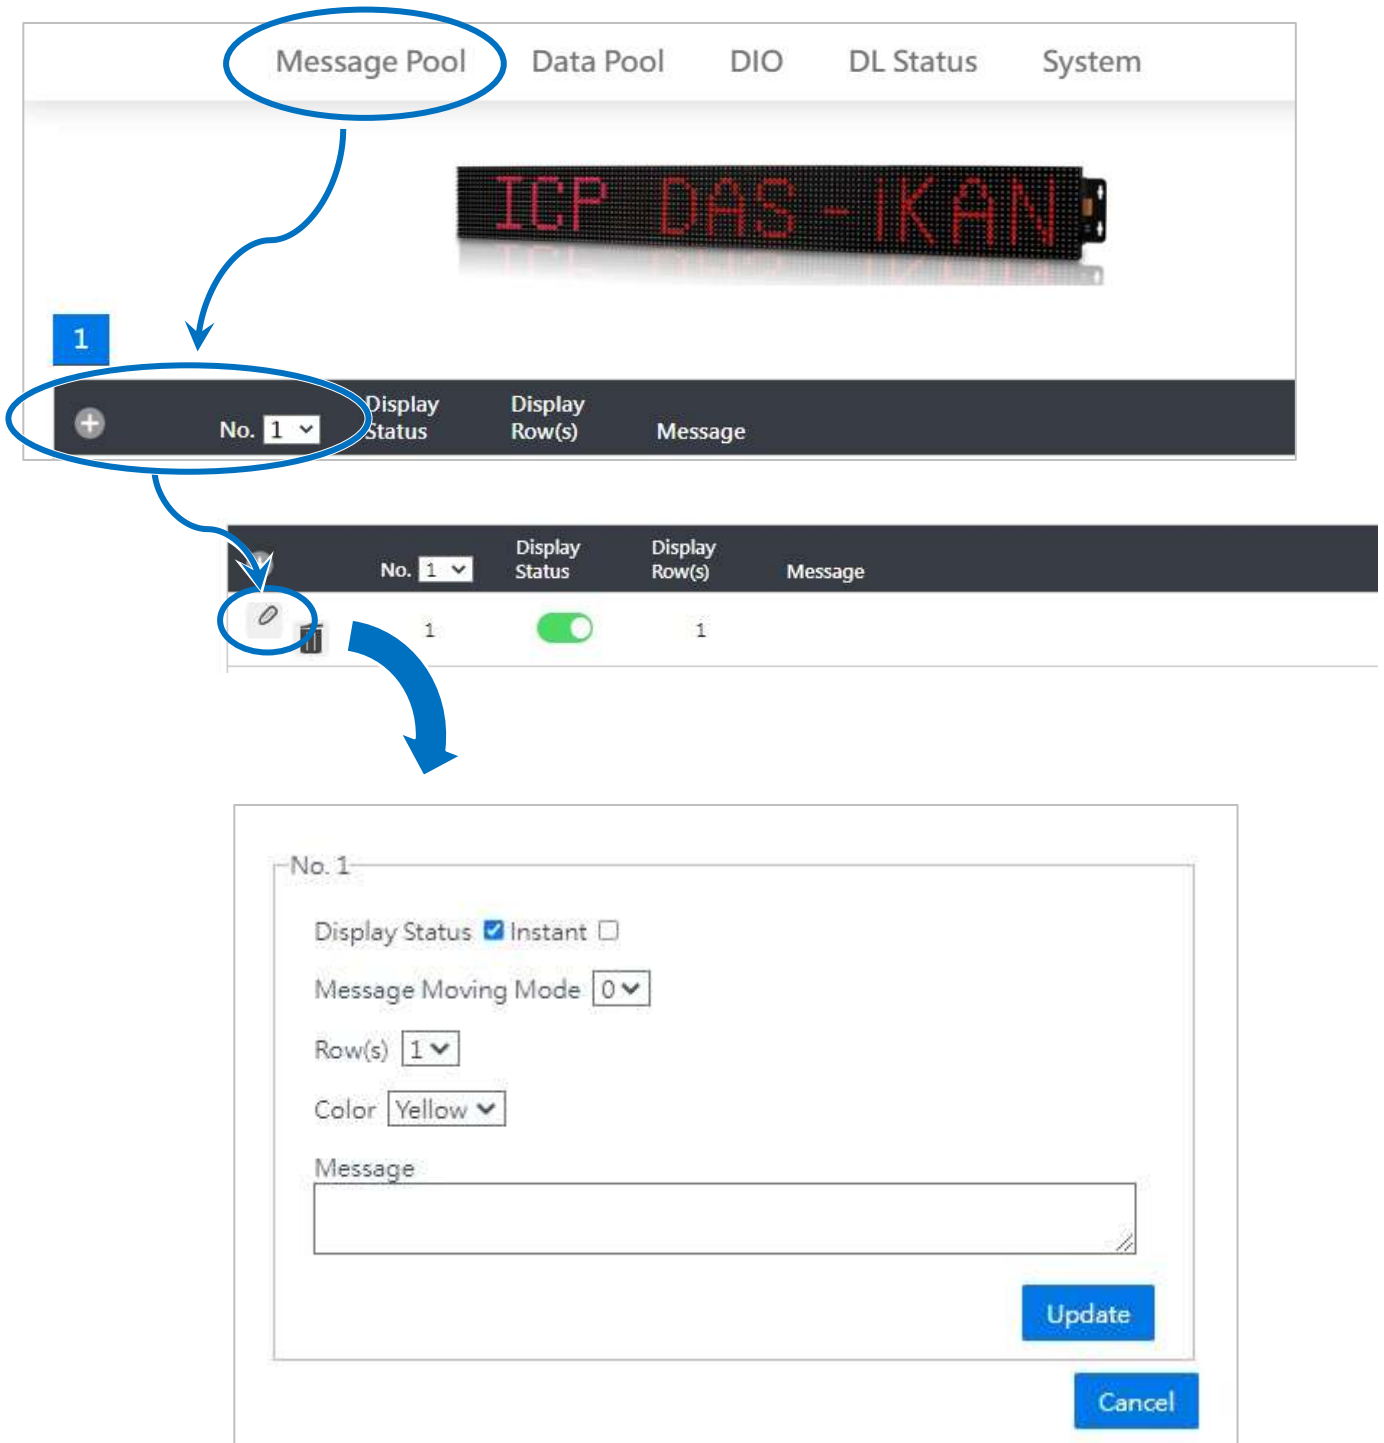 Message Pool Data Pool DIO DL Status System
ICP DAS-iKAN
1
No. 1 Display Status Display Row(s) Message
No. 1 Display Status Display Row(s) Message
1 1
No. 1
Display Status Instant
Message Moving Mode 0
Row(s) 1
Color Yellow
Message
Update
Cancel